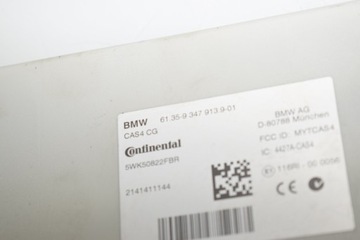 BMW 61 35-9 347 913 9-01
CAS4 CG
Continental
5WK50822FBR
2141411144
BMW AG
D-80788 München
FCC ID: MYTCAS4
IC: 4427A-CAS4